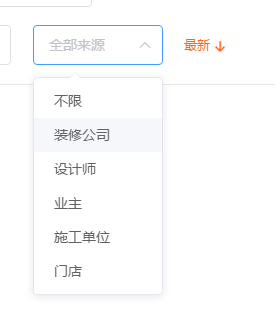 全部来源 最新
不限
装修公司
设计师
业主
施工单位
门店